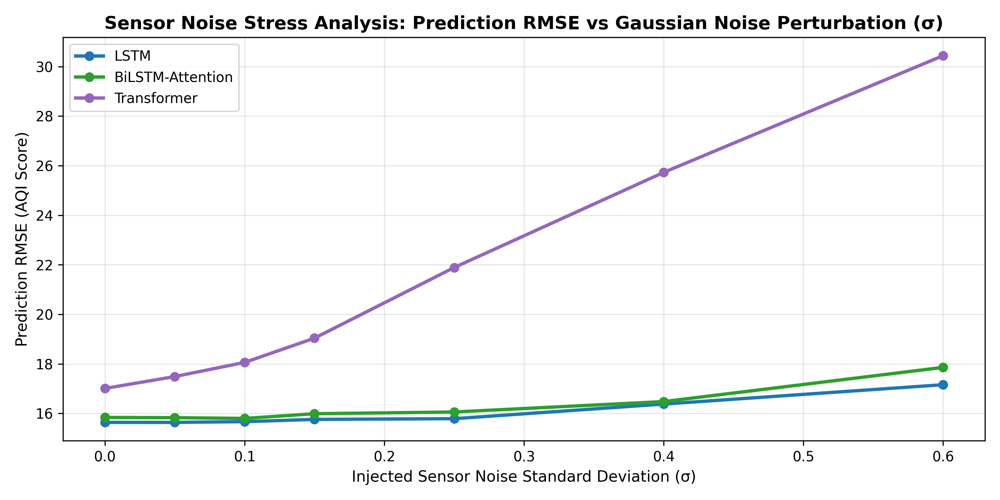 Sensor Noise Stress Analysis: Prediction RMSE vs Gaussian Noise Perturbation (σ)
LSTM
BiLSTM-Attention
Transformer
Prediction RMSE (AQI Score)
30
28
26
24
22
20
18
16
0.0 0.1 0.2 0.3 0.4 0.5 0.6
Injected Sensor Noise Standard Deviation (σ)